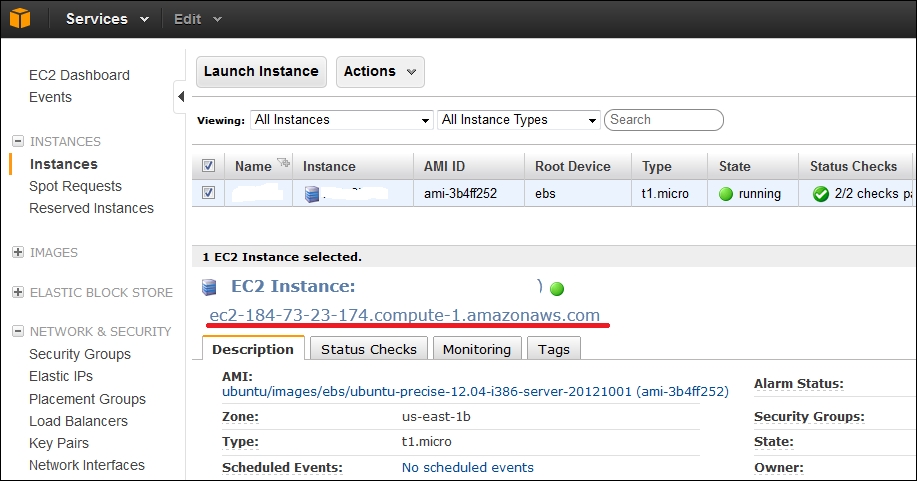 Services Edit
EC2 Dashboard
Events
INSTANCES
Instances
Spot Requests
Reserved Instances
IMAGES
ELASTIC BLOCK STORE
NETWORK & SECURITY
Security Groups
Elastic IPs
Placement Groups
Load Balancers
Key Pairs
Network Interfaces
Launch Instance Actions
Viewing: All Instances All Instance Types Search
Name Instance AMI ID Root Device Type State Status Checks
ami-3b4ff252 ebs t1.micro running 2/2 checks pa
1 EC2 Instance selected.
EC2 Instance: )
ec2-184-73-23-174.compute-1.amazonaws.com
Description Status Checks Monitoring Tags
AMI:
ubuntu/images/ebs/ubuntu-precise-12.04-i386-server-20121001 (ami-3b4ff252)
Alarm Status:
Zone: us-east-1b Security Groups:
Type: t1.micro State:
Scheduled Events: No scheduled events Owner: